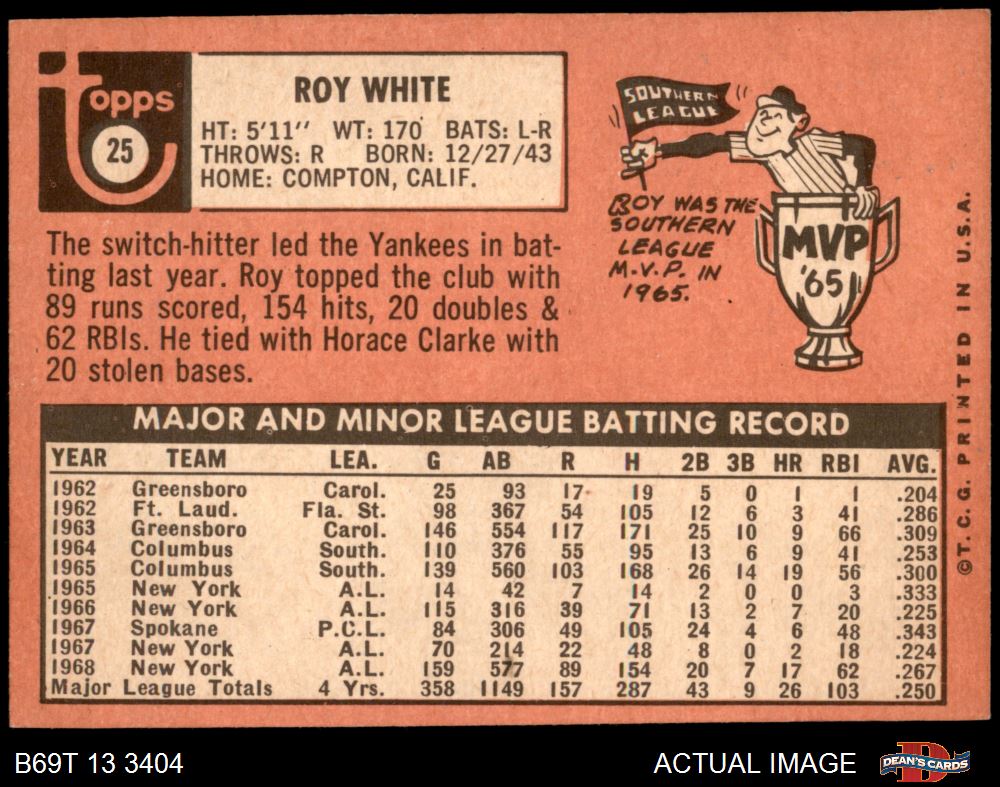 Topps
25
ROY WHITE
HT: 5'11" WT: 170 BATS: L-R
THROWS: R BORN: 12/27/43
HOME: COMPTON, CALIF.
The switch-hitter led the Yankees in bat-
ting last year. Roy topped the club with
89 runs scored, 154 hits, 20 doubles &
62 RBIs. He tied with Horace Clarke with
20 stolen bases.
SOUTHERN
LEAGUE
ROY WAS THE
SOUTHERN
LEAGUE
M.V.P. IN
1965.
MVP
'65
MAJOR AND MINOR LEAGUE BATTING RECORD
YEAR TEAM LEA. G AB R H 2B 3B HR RBI AVG.
1962 Greensboro Carol. 25 93 17 19 5 0 1 1 .204
1962 Ft. Laud. Fla. St. 98 367 54 105 12 6 3 41 .286
1963 Greensboro Carol. 146 554 117 171 25 10 9 66 .309
1964 Columbus South. 110 376 55 95 13 6 9 41 .253
1965 Columbus South. 139 560 103 168 26 14 19 56 .300
1965 New York A.L. 14 42 7 14 2 0 0 3 .333
1966 New York A.L. 115 316 39 71 13 2 7 20 .225
1967 Spokane P.C.L. 84 306 49 105 24 4 6 48 .343
1967 New York A.L. 70 214 22 48 8 0 2 18 .224
1968 New York A.L. 159 577 89 154 20 7 17 62 .267
Major League Totals 4 Yrs. 358 1149 157 287 43 9 26 103 .250
©T.C.G. PRINTED IN U.S.A.
B69T 13 3404
ACTUAL IMAGE
D
DEAN'S CARDS